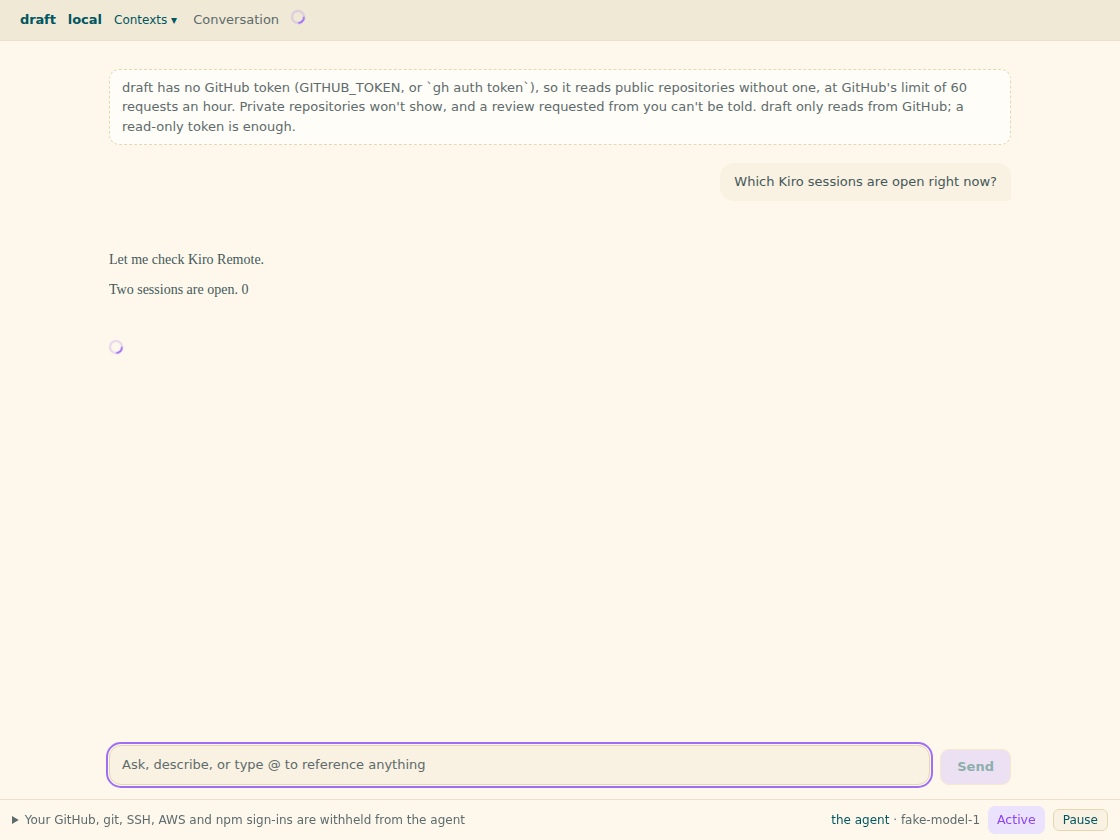 draft local Contexts ▾ Conversation
draft has no GitHub token (GITHUB_TOKEN, or `gh auth token`), so it reads public repositories without one, at GitHub's limit of 60
requests an hour. Private repositories won't show, and a review requested from you can't be told. draft only reads from GitHub; a
read-only token is enough.
Which Kiro sessions are open right now?
Let me check Kiro Remote.
Two sessions are open. 0
Ask, describe, or type @ to reference anything
Send
▶ Your GitHub, git, SSH, AWS and npm sign-ins are withheld from the agent
the agent · fake-model-1 Active Pause